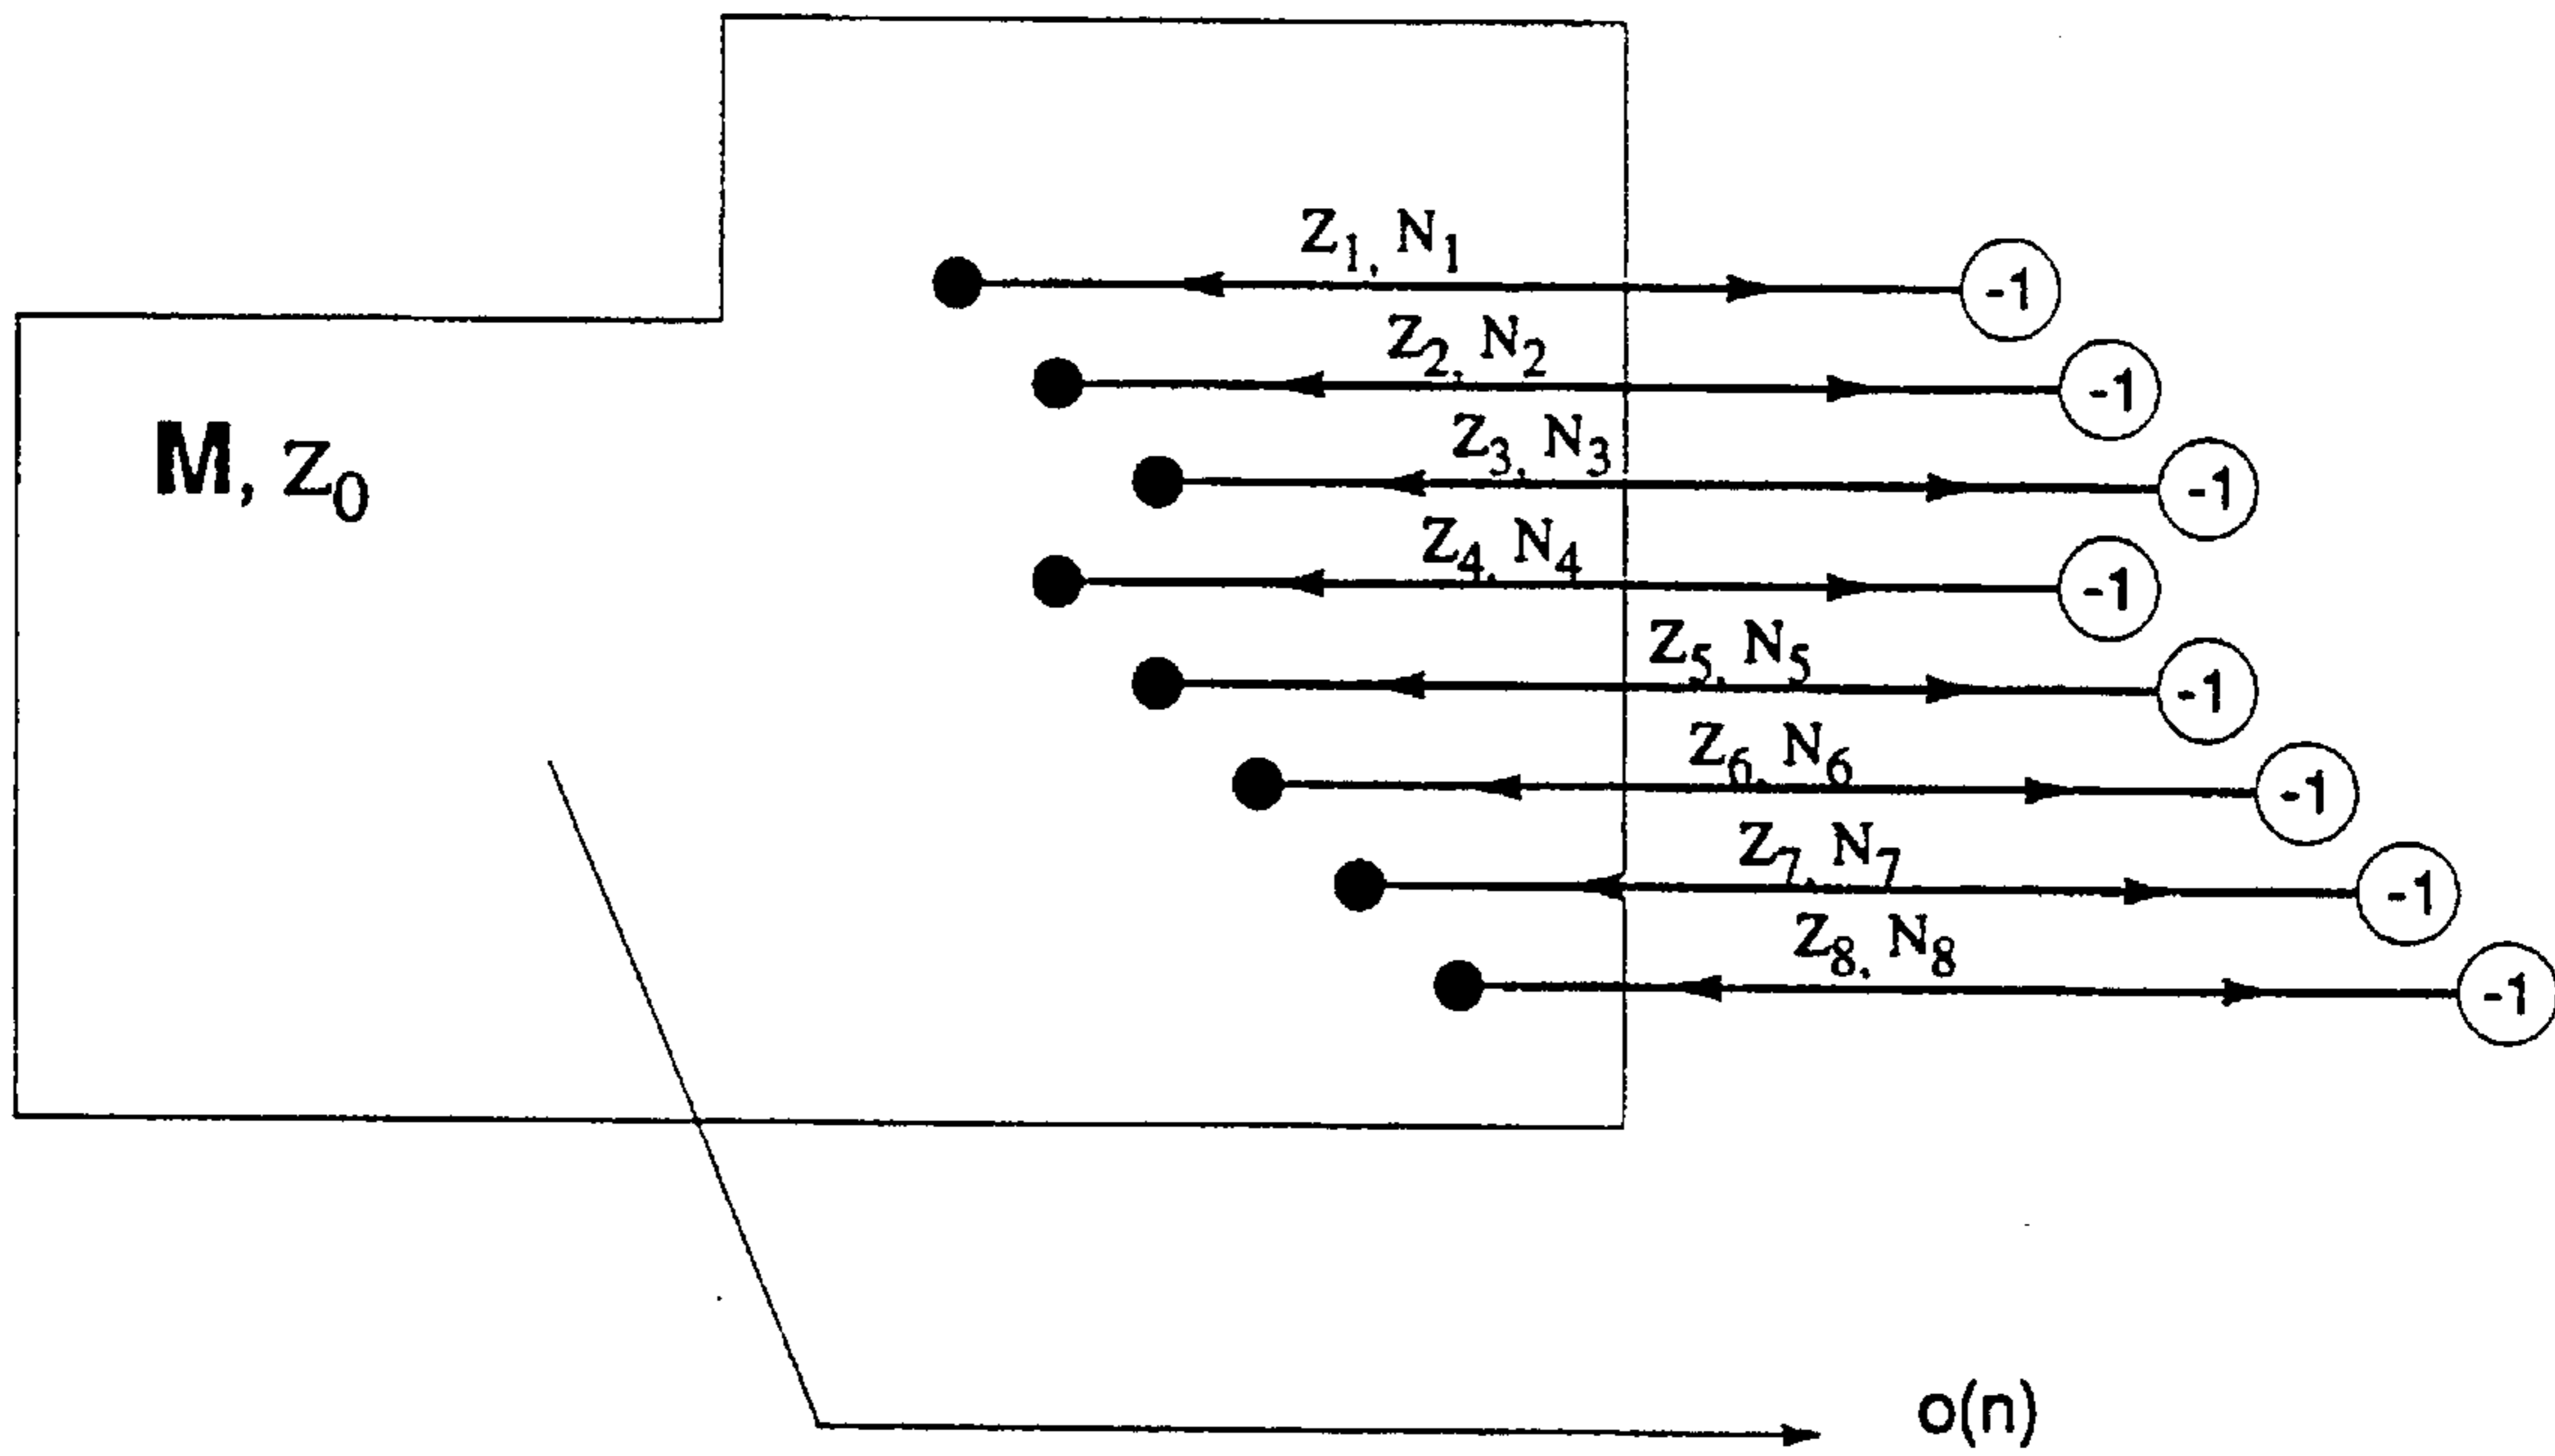 Z1, N1
-1
Z2, N2
-1
Z3, N3
-1
M, Z0
Z4, N4
-1
Z5, N5
-1
Z6, N6
-1
Z7, N7
-1
Z8, N8
-1
o(n)